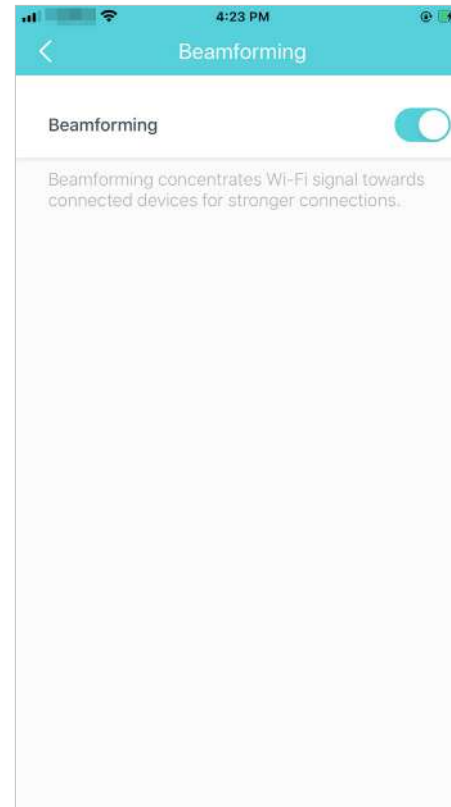 4:23 PM
Beamforming
Beamforming
Beamforming concentrates Wi-Fi signal towards
connected devices for stronger connections.